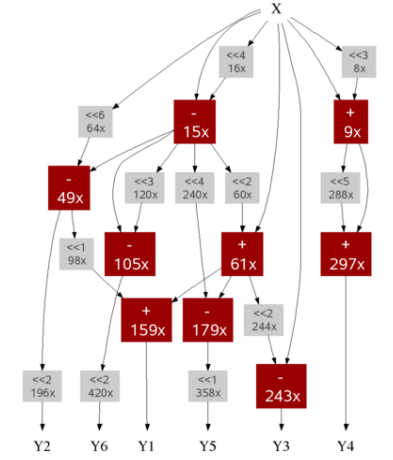 X
<<4
16x
<<3
8x
<<6
64x
-
15x
+
9x
-
49x
<<3
120x
<<4
240x
<<2
60x
<<5
288x
<<1
98x
-
105x
+
61x
+
297x
+
159x
-
179x
<<2
244x
<<2
196x
<<2
420x
<<1
358x
-
243x
Y2
Y6
Y1
Y5
Y3
Y4